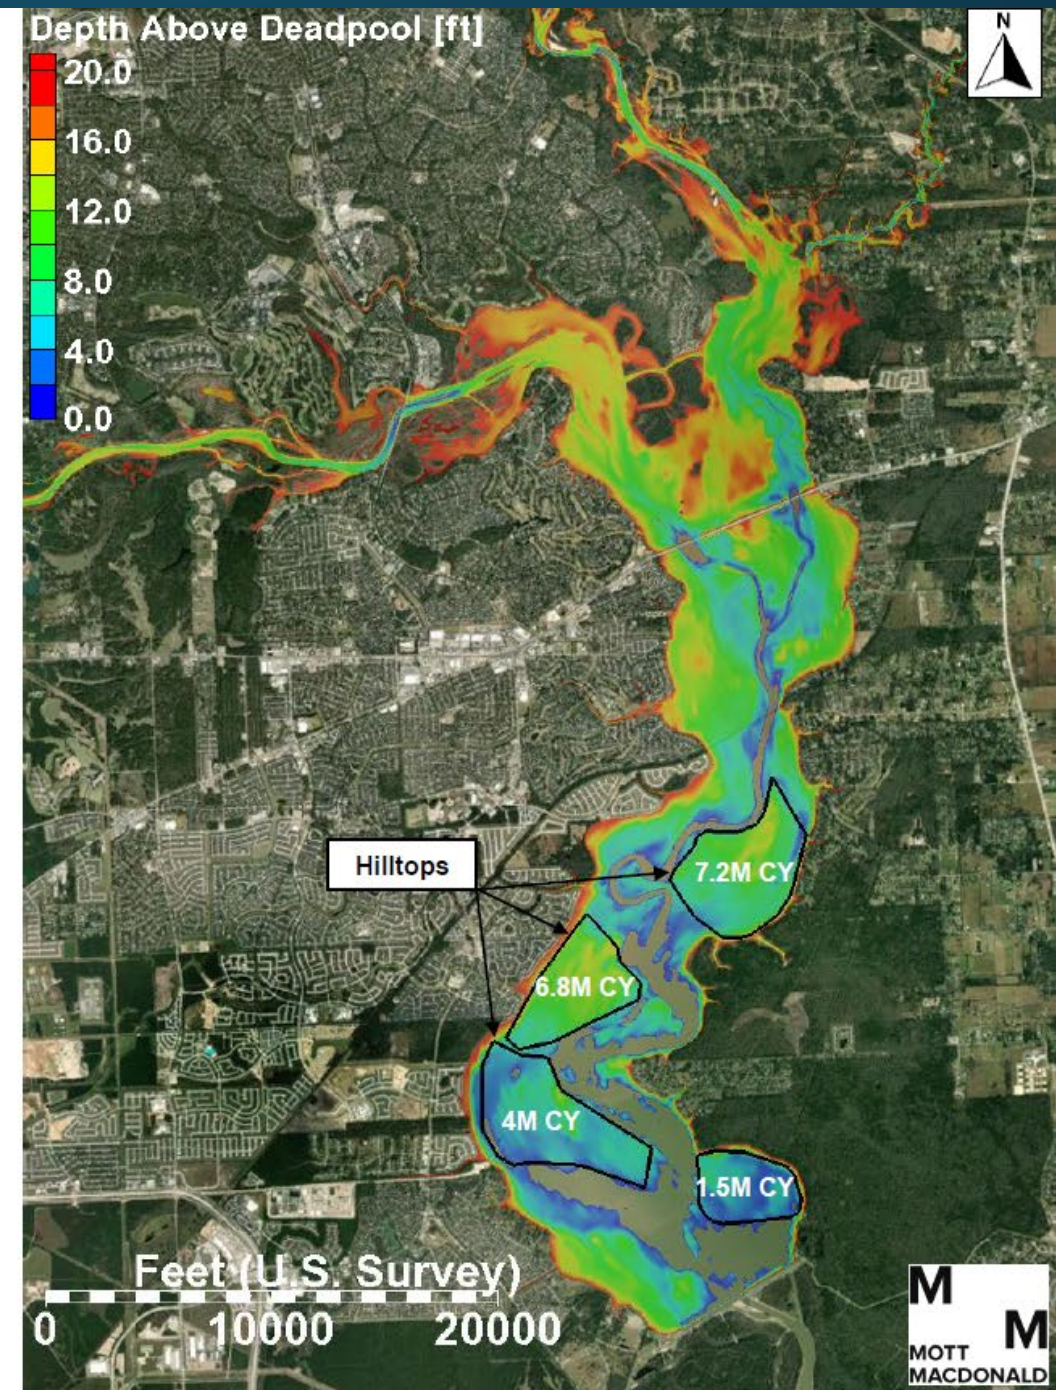 Depth Above Deadpool [ft]
20.0
16.0
12.0
8.0
4.0
0.0
N
Hilltops
7.2M CY
6.8M CY
4M CY
1.5M CY
Feet (U.S. Survey)
0 10000 20000
M
M
MOTT
MACDONALD